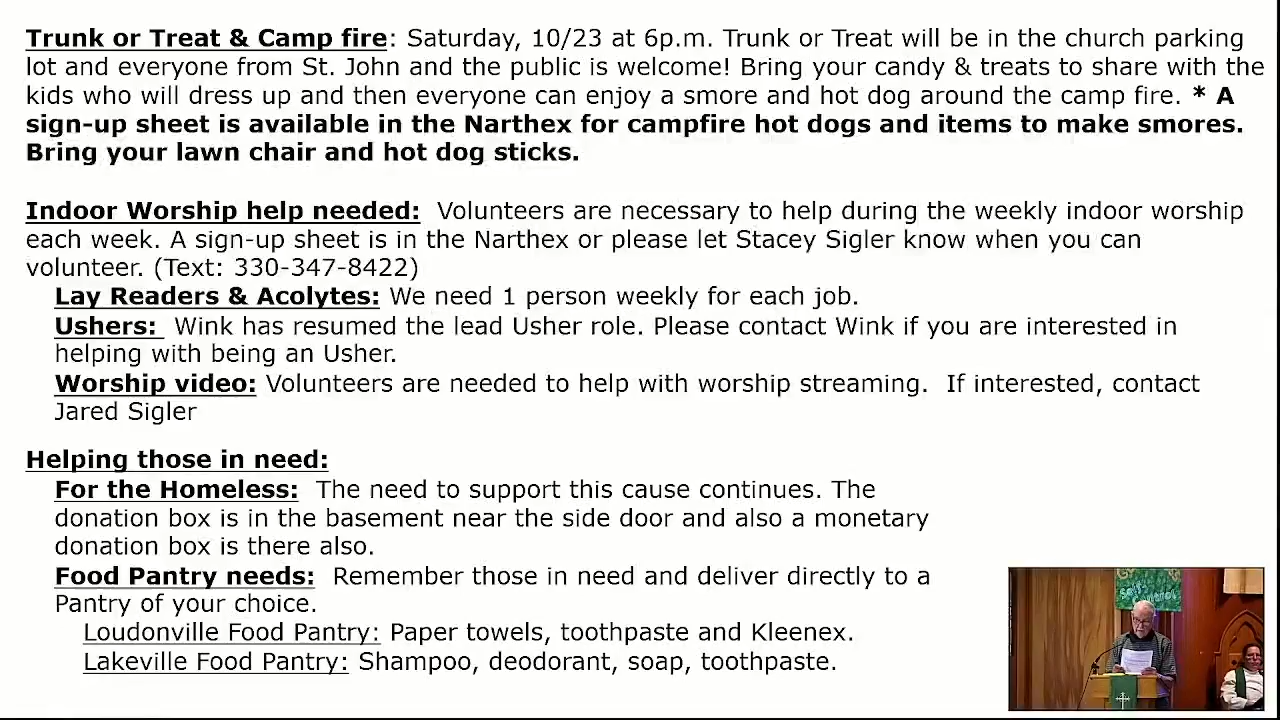 Trunk or Treat & Camp fire: Saturday, 10/23 at 6p.m. Trunk or Treat will be in the church parking
lot and everyone from St. John and the public is welcome! Bring your candy & treats to share with the
kids who will dress up and then everyone can enjoy a smore and hot dog around the camp fire. * A
sign-up sheet is available in the Narthex for campfire hot dogs and items to make smores.
Bring your lawn chair and hot dog sticks.
Indoor Worship help needed: Volunteers are necessary to help during the weekly indoor worship
each week. A sign-up sheet is in the Narthex or please let Stacey Sigler know when you can
volunteer. (Text: 330-347-8422)
Lay Readers & Acolytes: We need 1 person weekly for each job.
Ushers: Wink has resumed the lead Usher role. Please contact Wink if you are interested in
helping with being an Usher.
Worship video: Volunteers are needed to help with worship streaming. If interested, contact
Jared Sigler
Helping those in need:
For the Homeless: The need to support this cause continues. The
donation box is in the basement near the side door and also a monetary
donation box is there also.
Food Pantry needs: Remember those in need and deliver directly to a
Pantry of your choice.
Loudonville Food Pantry: Paper towels, toothpaste and Kleenex.
Lakeville Food Pantry: Shampoo, deodorant, soap, toothpaste.